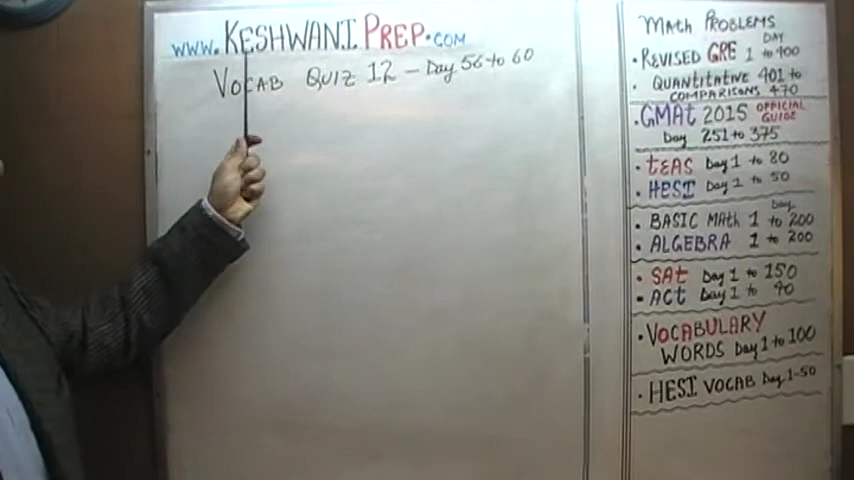 www.KESHWANI PREP.COM
VOCAB QUIZ 12 - Day 56 to 60
MATH PROBLEMS
DAY
• REVISED GRE 1 to 400
• QUANTITATIVE 401 to
COMPARISONS 470
• GMAt 2015 OFFICIAL GUIDE
Day 251 to 375
• tEAS Day 1 to 80
• HESI Day 1 to 50
Day
• BASIC MAth 1 to 200
• ALGEBRA 1 to 200
• SAt Day 1 to 150
• ACt Day 1 to 90
• VOCABULARY
WORDS Day 1 to 100
• HESI VOCAB Day 1-50